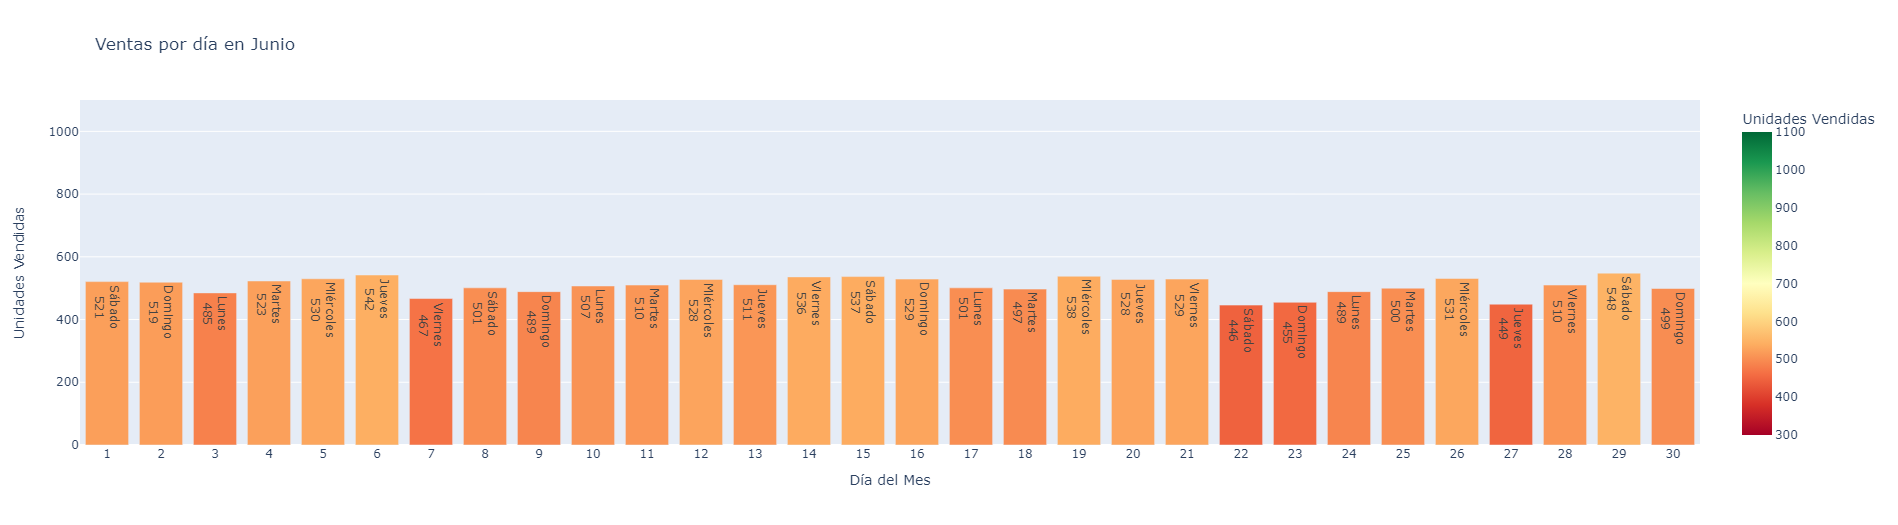 Ventas por día en Junio
Unidades Vendidas
1000
800
600
400
200
0
Sábado
521
Domingo
519
Lunes
485
Martes
523
Miércoles
530
Jueves
542
Viernes
467
Sábado
501
Domingo
489
Lunes
507
Martes
510
Miércoles
528
Jueves
511
Viernes
536
Sábado
537
Domingo
529
Lunes
501
Martes
497
Miércoles
538
Jueves
528
Viernes
529
Sábado
446
Domingo
455
Lunes
489
Martes
500
Miércoles
531
Jueves
449
Viernes
510
Sábado
548
Domingo
499
1 2 3 4 5 6 7 8 9 10 11 12 13 14 15 16 17 18 19 20 21 22 23 24 25 26 27 28 29 30
Día del Mes
Unidades Vendidas
1100
1000
900
800
700
600
500
400
300